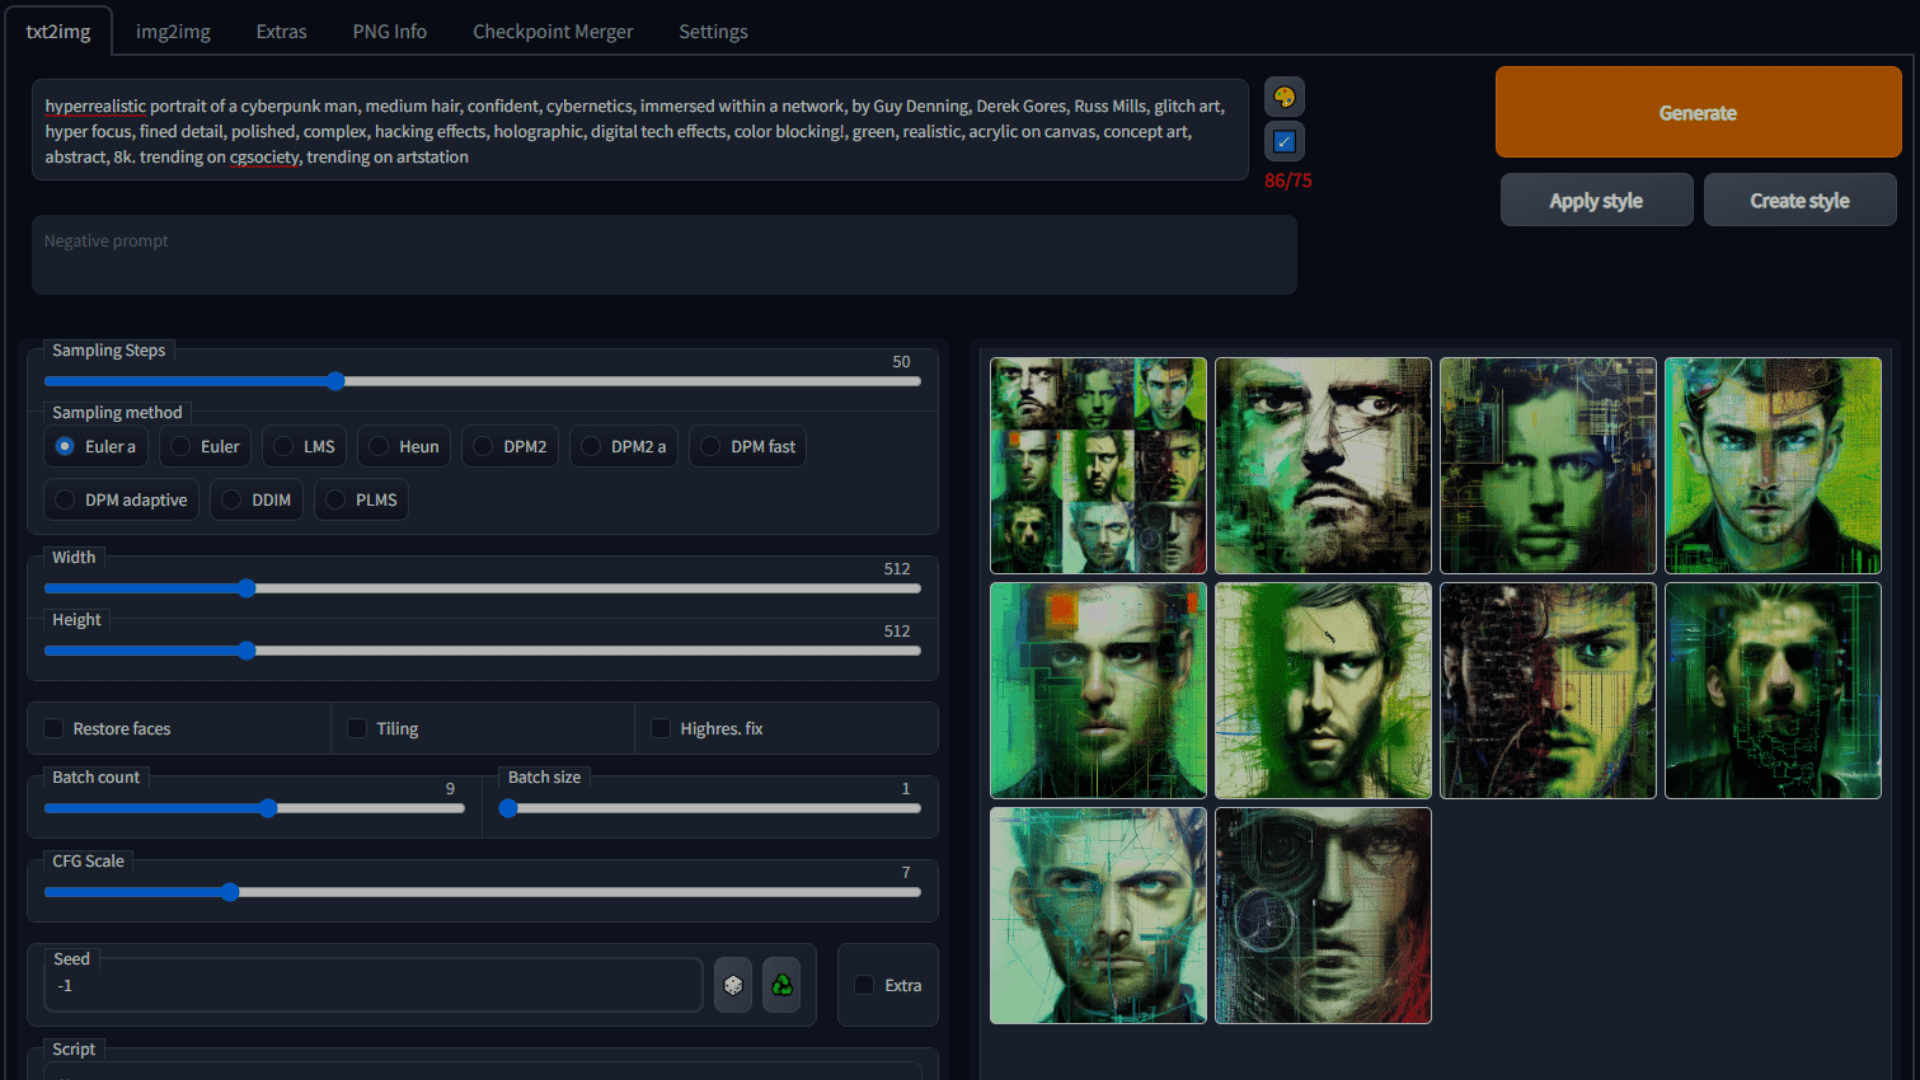 txt2img img2img Extras PNG Info Checkpoint Merger Settings
hyperrealistic portrait of a cyberpunk man, medium hair, confident, cybernetics, immersed within a network, by Guy Denning, Derek Gores, Russ Mills, glitch art,
hyper focus, fined detail, polished, complex, hacking effects, holographic, digital tech effects, color blocking!, green, realistic, acrylic on canvas, concept art,
abstract, 8k. trending on cgsociety, trending on artstation
86/75
Generate
Apply style Create style
Negative prompt
Sampling Steps
50
Sampling method
Euler a Euler LMS Heun DPM2 DPM2 a DPM fast
DPM adaptive DDIM PLMS
Width
512
Height
512
Restore faces Tiling Highres. fix
Batch count
9
Batch size
1
CFG Scale
7
Seed
-1
Extra
Script